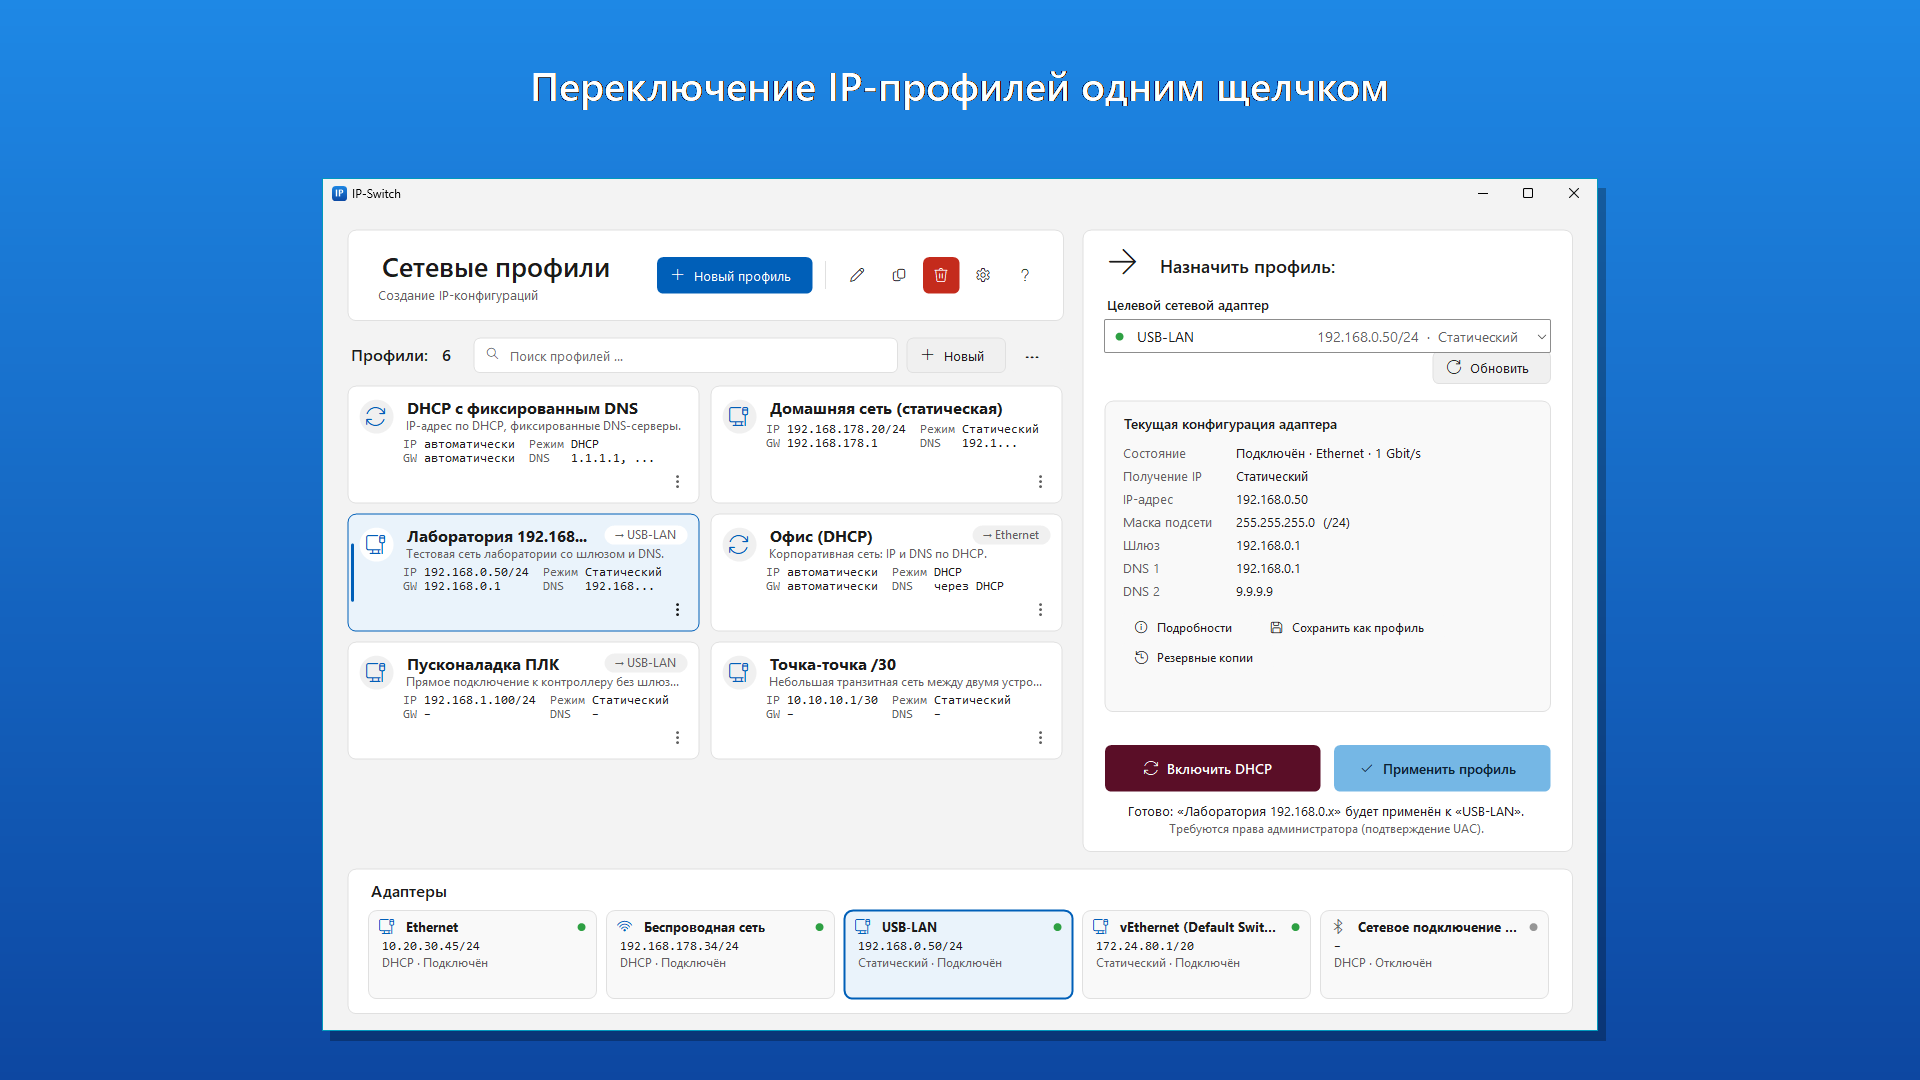 Переключение IP-профилей одним щелчком
IP IP-Switch
Сетевые профили
Создание IP-конфигураций
Новый профиль
?
Профили: 6
Поиск профилей ...
Новый
...
DHCP с фиксированным DNS
IP-адрес по DHCP, фиксированные DNS-серверы.
IP автоматически Режим DHCP
GW автоматически DNS 1.1.1.1, ...
Домашняя сеть (статическая)
IP 192.168.178.20/24 Режим Статический
GW 192.168.178.1 DNS 192.1...
Лаборатория 192.168... → USB-LAN
Тестовая сеть лаборатории со шлюзом и DNS.
IP 192.168.0.50/24 Режим Статический
GW 192.168.0.1 DNS 192.168...
Офис (DHCP) → Ethernet
Корпоративная сеть: IP и DNS по DHCP.
IP автоматически Режим DHCP
GW автоматически DNS через DHCP
Пусконаладка ПЛК → USB-LAN
Прямое подключение к контроллеру без шлюз...
IP 192.168.1.100/24 Режим Статический
GW – DNS –
Точка-точка /30
Небольшая транзитная сеть между двумя устро...
IP 10.10.10.1/30 Режим Статический
GW – DNS –
Назначить профиль:
Целевой сетевой адаптер
USB-LAN 192.168.0.50/24 · Статический
Обновить
Текущая конфигурация адаптера
Состояние Подключён · Ethernet · 1 Gbit/s
Получение IP Статический
IP-адрес 192.168.0.50
Маска подсети 255.255.255.0 (/24)
Шлюз 192.168.0.1
DNS 1 192.168.0.1
DNS 2 9.9.9.9
Подробности Сохранить как профиль
Резервные копии
Включить DHCP Применить профиль
Готово: «Лаборатория 192.168.0.x» будет применён к «USB-LAN».
Требуются права администратора (подтверждение UAC).
Адаптеры
Ethernet
10.20.30.45/24
DHCP · Подключён
Беспроводная сеть
192.168.178.34/24
DHCP · Подключён
USB-LAN
192.168.0.50/24
Статический · Подключён
vEthernet (Default Swit...
172.24.80.1/20
Статический · Подключён
Сетевое подключение ...
–
DHCP · Отключён